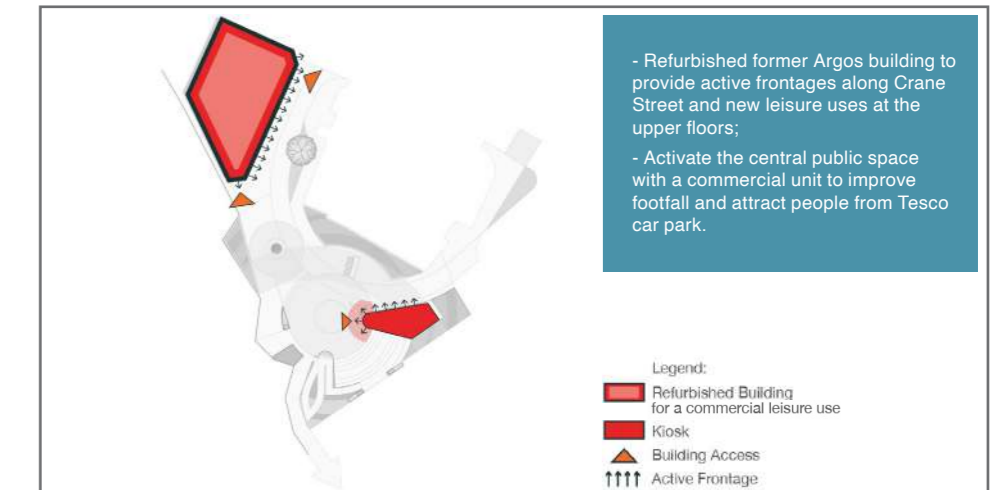 - Refurbished former Argos building to
provide active frontages along Crane
Street and new leisure uses at the
upper floors;
- Activate the central public space
with a commercial unit to improve
footfall and attract people from Tesco
car park.
Legend:
Refurbished Building
for a commercial leisure use
Kiosk
Building Access
Active Frontage